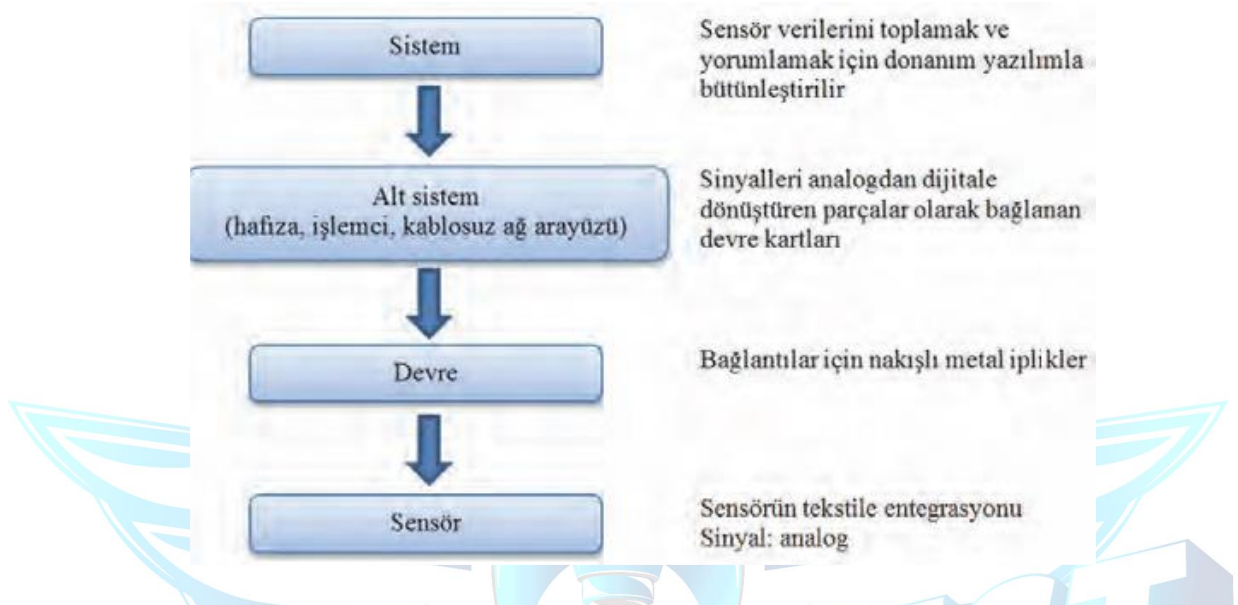 Sistem
Sensör verilerini toplamak ve
yorumlamak için donanım yazılımla
bütünleştirilir
Alt sistem
(hafıza, işlemci, kablosuz ağ arayüzü)
Sinyalleri analogdan dijitale
dönüştüren parçalar olarak bağlanan
devre kartları
Devre
Bağlantılar için nakışlı metal iplikler
Sensör
Sensörün tekstile entegrasyonu
Sinyal: analog